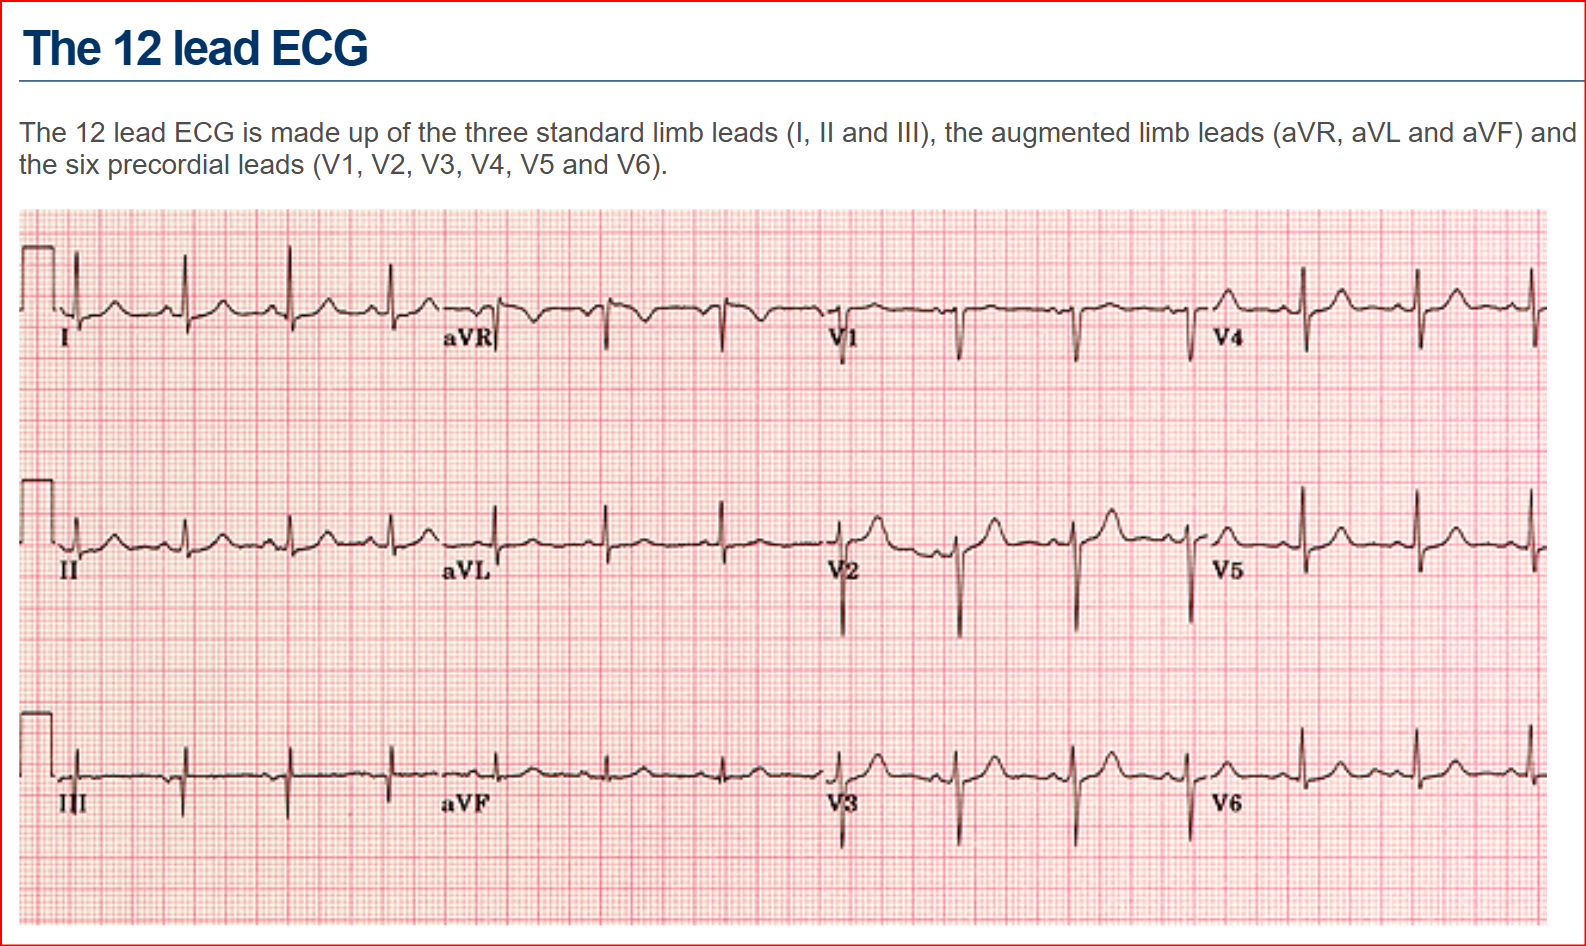 The 12 lead ECG
The 12 lead ECG is made up of the three standard limb leads (I, II and III), the augmented limb leads (aVR, aVL and aVF) and
the six precordial leads (V1, V2, V3, V4, V5 and V6).
I aVR V1 V4
II aVL V2 V5
III aVF V3 V6